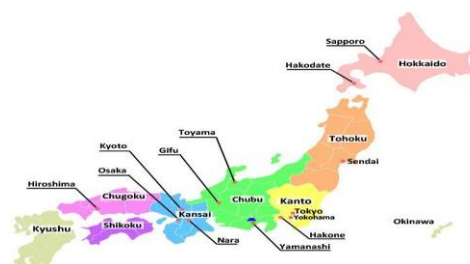 Sapporo
Hokkaido
Hakodate
Toyama
Tohoku
Kyoto
Gifu
Sendai
Osaka
Hiroshima
Chugoku
Chubu
Kanto
Kansai
Tokyo
Yokohama
Okinawa
Kyushu
Shikoku
Hakone
Nara
Yamanashi